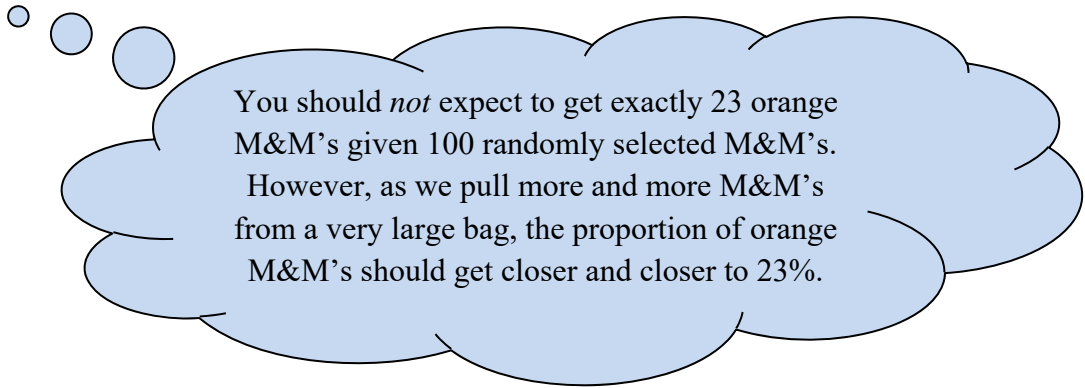 You should not expect to get exactly 23 orange
M&M’s given 100 randomly selected M&M’s.
However, as we pull more and more M&M’s
from a very large bag, the proportion of orange
M&M’s should get closer and closer to 23%.